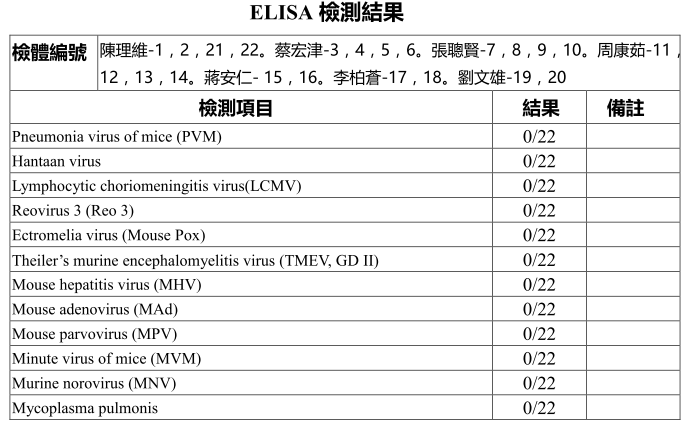 ELISA 檢測結果
檢體編號
陳理維-1，2，21，22。蔡宏津-3，4，5，6。張聰賢-7，8，9，10。周康茹-11，
12，13，14。蔣安仁- 15，16。李柏蒼-17，18。劉文雄-19，20
檢測項目 結果 備註
Pneumonia virus of mice (PVM) 0/22
Hantaan virus 0/22
Lymphocytic choriomeningitis virus(LCMV) 0/22
Reovirus 3 (Reo 3) 0/22
Ectromelia virus (Mouse Pox) 0/22
Theiler’s murine encephalomyelitis virus (TMEV, GD II) 0/22
Mouse hepatitis virus (MHV) 0/22
Mouse adenovirus (MAd) 0/22
Mouse parvovirus (MPV) 0/22
Minute virus of mice (MVM) 0/22
Murine norovirus (MNV) 0/22
Mycoplasma pulmonis 0/22